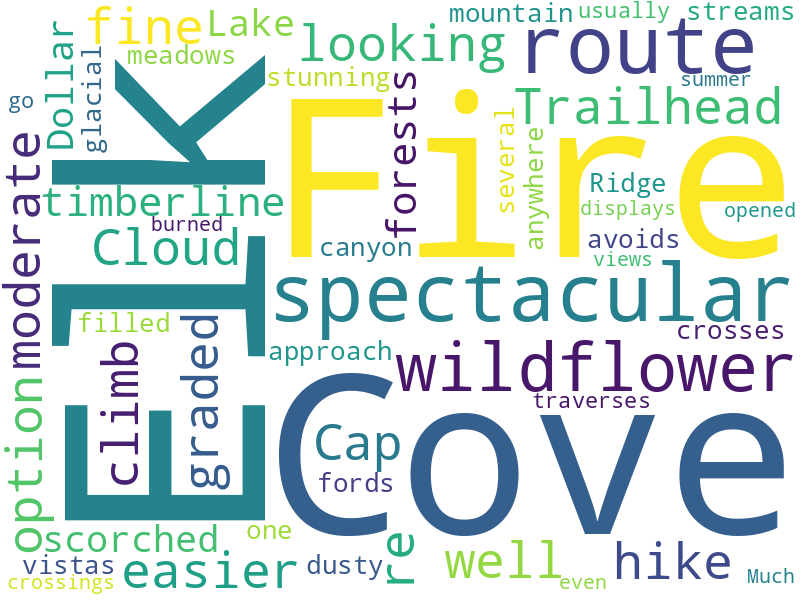 mountain
usually
streams
fine
Lake
looking
route
Dollar
meadows
stunning
summer
glacial
go
Elk
Fire
Trailhead
forests
several
anywhere
moderate
timberline
Ridge
displays
opened
burned
Cloud
canyon
avoids
views
spectacular
filled
graded
climb
approach
crosses
wildflower
traverses
option
Cap
Cove
fords
scorched
one
re
well
hike
vistas
easier
dusty
crossings
even
Much